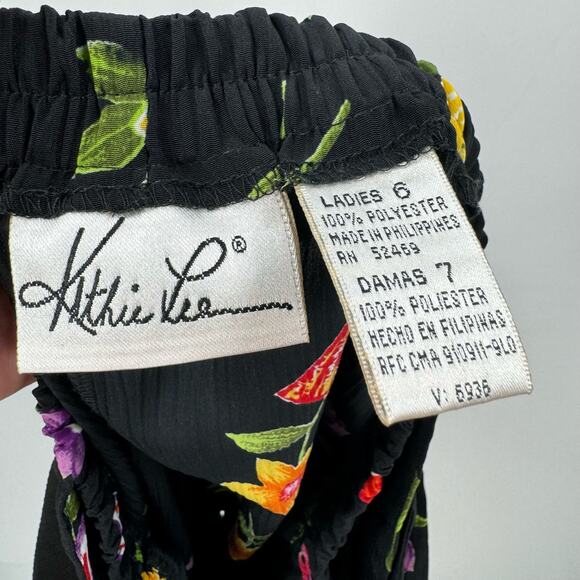 Kathie Lee®
LADIES 6
100% POLYESTER
MADE IN PHILIPPINES
RN 52469
DAMAS 7
100% POLIESTER
HECHO EN FILIPINAS
RFC CMA 910911-9L0
V: 6936